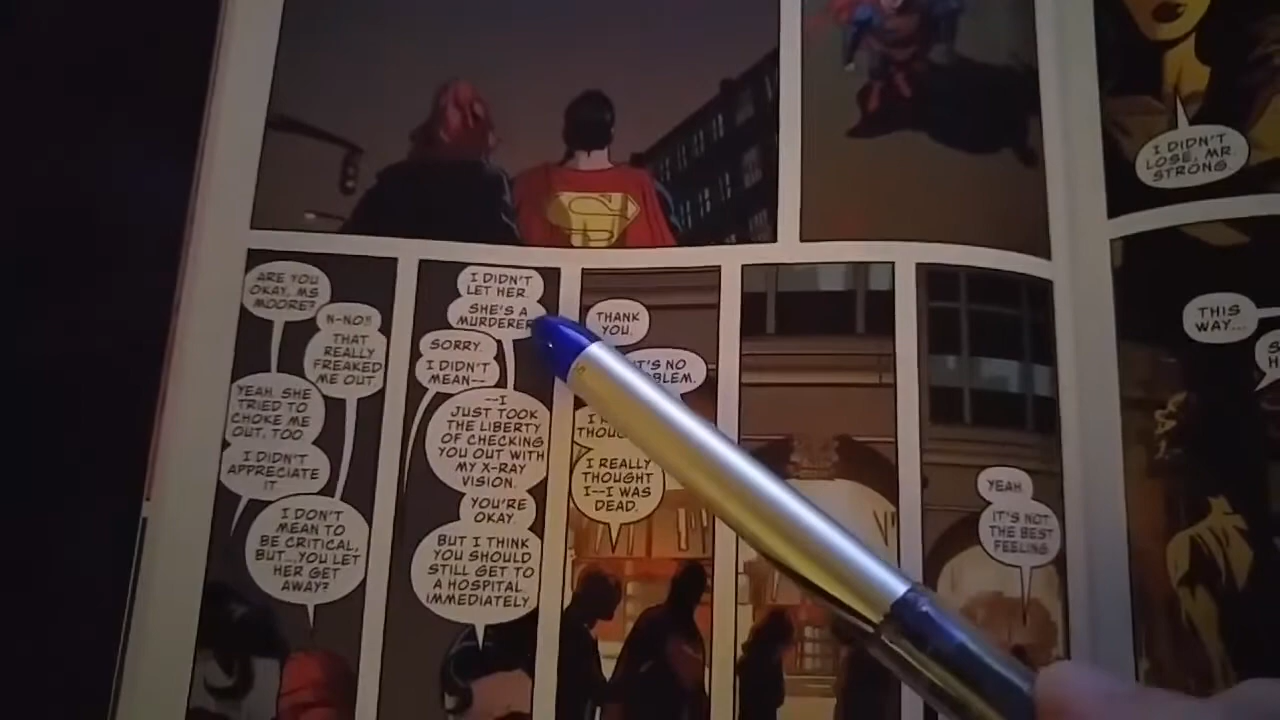 ARE YOU
OKAY, MS
MOORE?
N-NO!!
THAT
REALLY
FREAKED
ME OUT.
YEAH. SHE
TRIED TO
CHOKE ME
OUT, TOO.
I DIDN'T
APPRECIATE
IT.
I DON'T
MEAN TO
BE CRITICAL,
BUT...YOU LET
HER GET
AWAY?
I DIDN'T
LET HER.
SHE'S A
MURDERER
SORRY.
I DIDN'T
MEAN--
--I
JUST TOOK
THE LIBERTY
OF CHECKING
YOU OUT WITH
MY X-RAY
VISION.
YOU'RE
OKAY.
BUT I THINK
YOU SHOULD
STILL GET TO
A HOSPITAL
IMMEDIATELY.
THANK
YOU.
IT'S NO
I
I REALLY
THOUGHT
I--I WAS
DEAD.
YEAH.
IT'S NOT
THE BEST
FEELING.
I DIDN'T
LOSE, MR.
STRONG.
THIS
WAY...